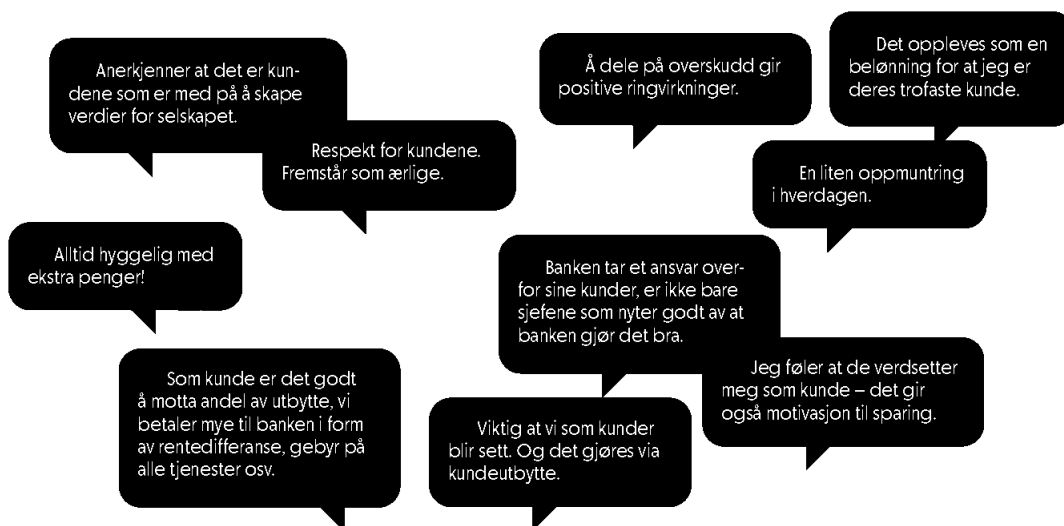 Anerkjenner at det er kun-
dene som er med på å skape
verdier for selskapet.
Respekt for kundene.
Fremstår som ærlige.
Å dele på overskudd gir
positive ringvirkninger.
Det oppleves som en
belønning for at jeg er
deres trofaste kunde.
En liten oppmuntring
i hverdagen.
Alltid hyggelig med
ekstra penger!
Banken tar et ansvar over-
for sine kunder, er ikke bare
sjefene som nyter godt av at
banken gjør det bra.
Jeg føler at de verdsetter
meg som kunde – det gir
også motivasjon til sparing.
Som kunde er det godt
å motta andel av utbytte, vi
betaler mye til banken i form
av rentedifferanse, gebyr på
alle tjenester osv.
Viktig at vi som kunder
blir sett. Og det gjøres via
kundeutbytte.